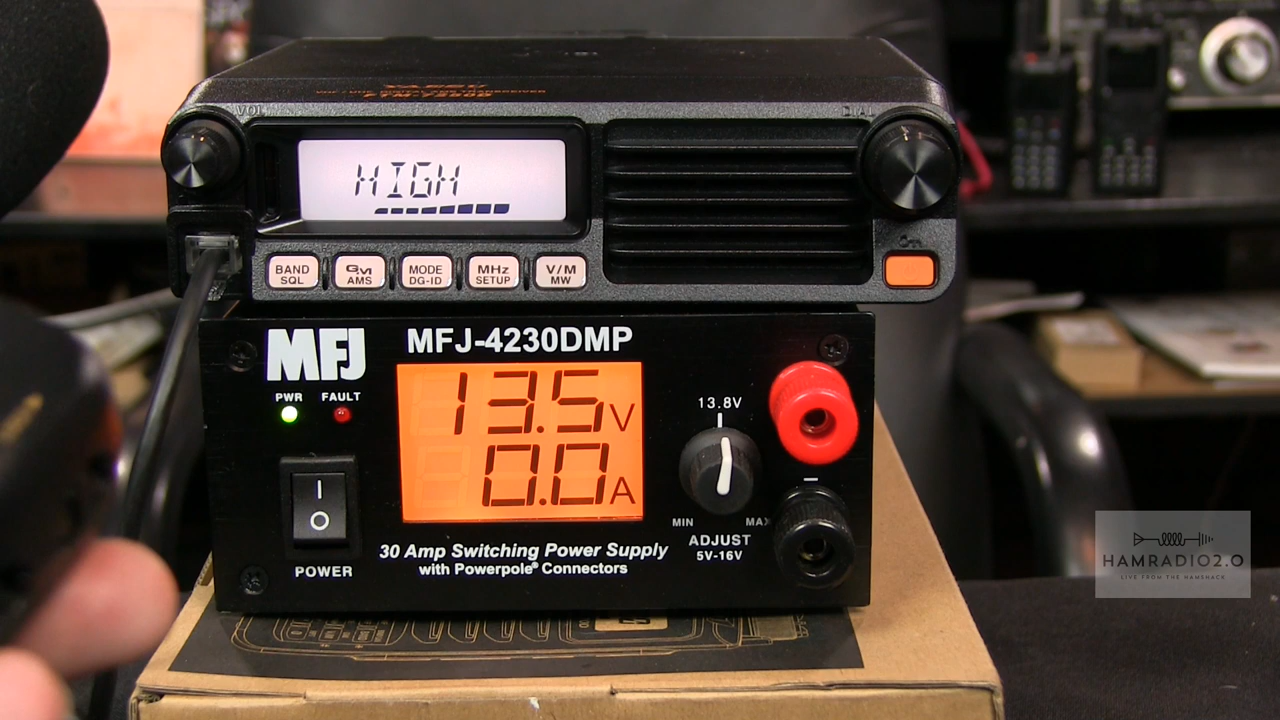 VOL
DIAL
YAESU
HIGH
BAND
SQL
GM
AMS
MODE
DG-ID
MHz
SETUP
V/M
MW
MFJ
MFJ-4230DMP
PWR
FAULT
13.5V
0.0A
13.8V
MIN
MAX
ADJUST
5V-16V
I
O
POWER
30 Amp Switching Power Supply
with Powerpole® Connectors
HAMRADIO2.0
LIVE FROM THE HAMSHACK